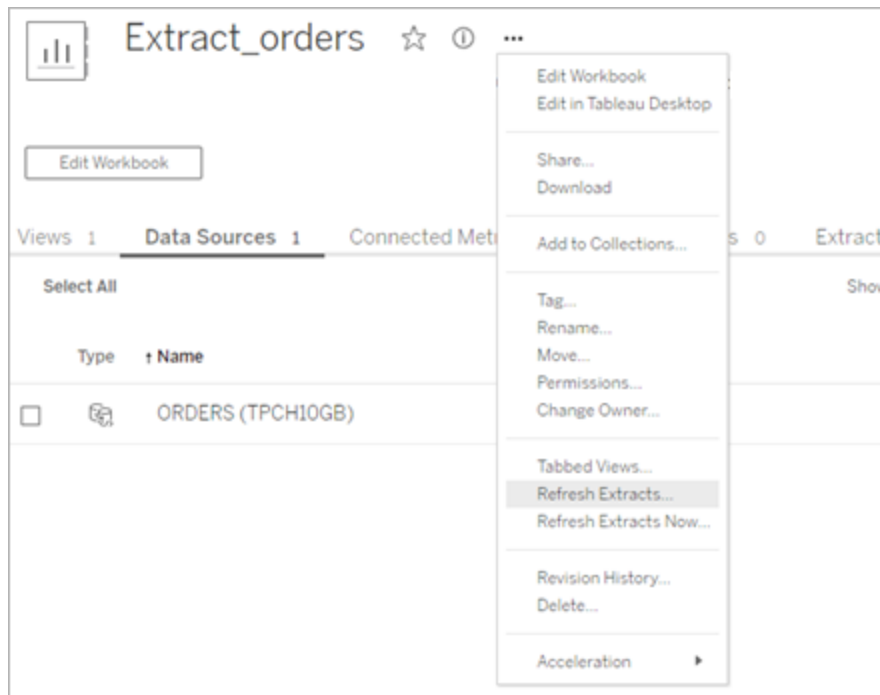 Extract_orders
Edit Workbook
Views 1 Data Sources 1 Connected Met s 0 Extract
Select All Show
Type ↑ Name
ORDERS (TPCH10GB)
Edit Workbook
Edit in Tableau Desktop
Share...
Download
Add to Collections...
Tag...
Rename...
Move...
Permissions...
Change Owner...
Tabbed Views...
Refresh Extracts...
Refresh Extracts Now...
Revision History...
Delete...
Acceleration